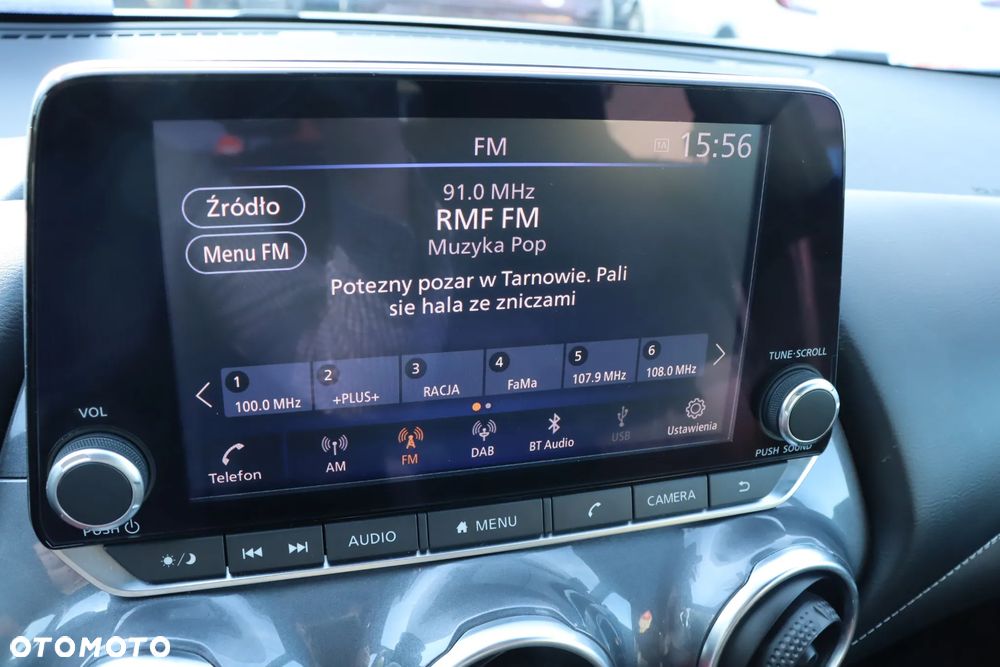 FM
1A
15:56
Źródło
91.0 MHz
RMF FM
Menu FM
Muzyka Pop
Potezny pozar w Tarnowie. Pali
sie hala ze zniczami
1
100.0 MHz
2
+PLUS+
3
RACJA
4
FaMa
5
107.9 MHz
6
108.0 MHz
TUNE·SCROLL
VOL
Telefon
AM
FM
DAB
BT Audio
USB
Ustawienia
PUSH SOUND
PUSH
AUDIO
MENU
CAMERA
OTOMOTO